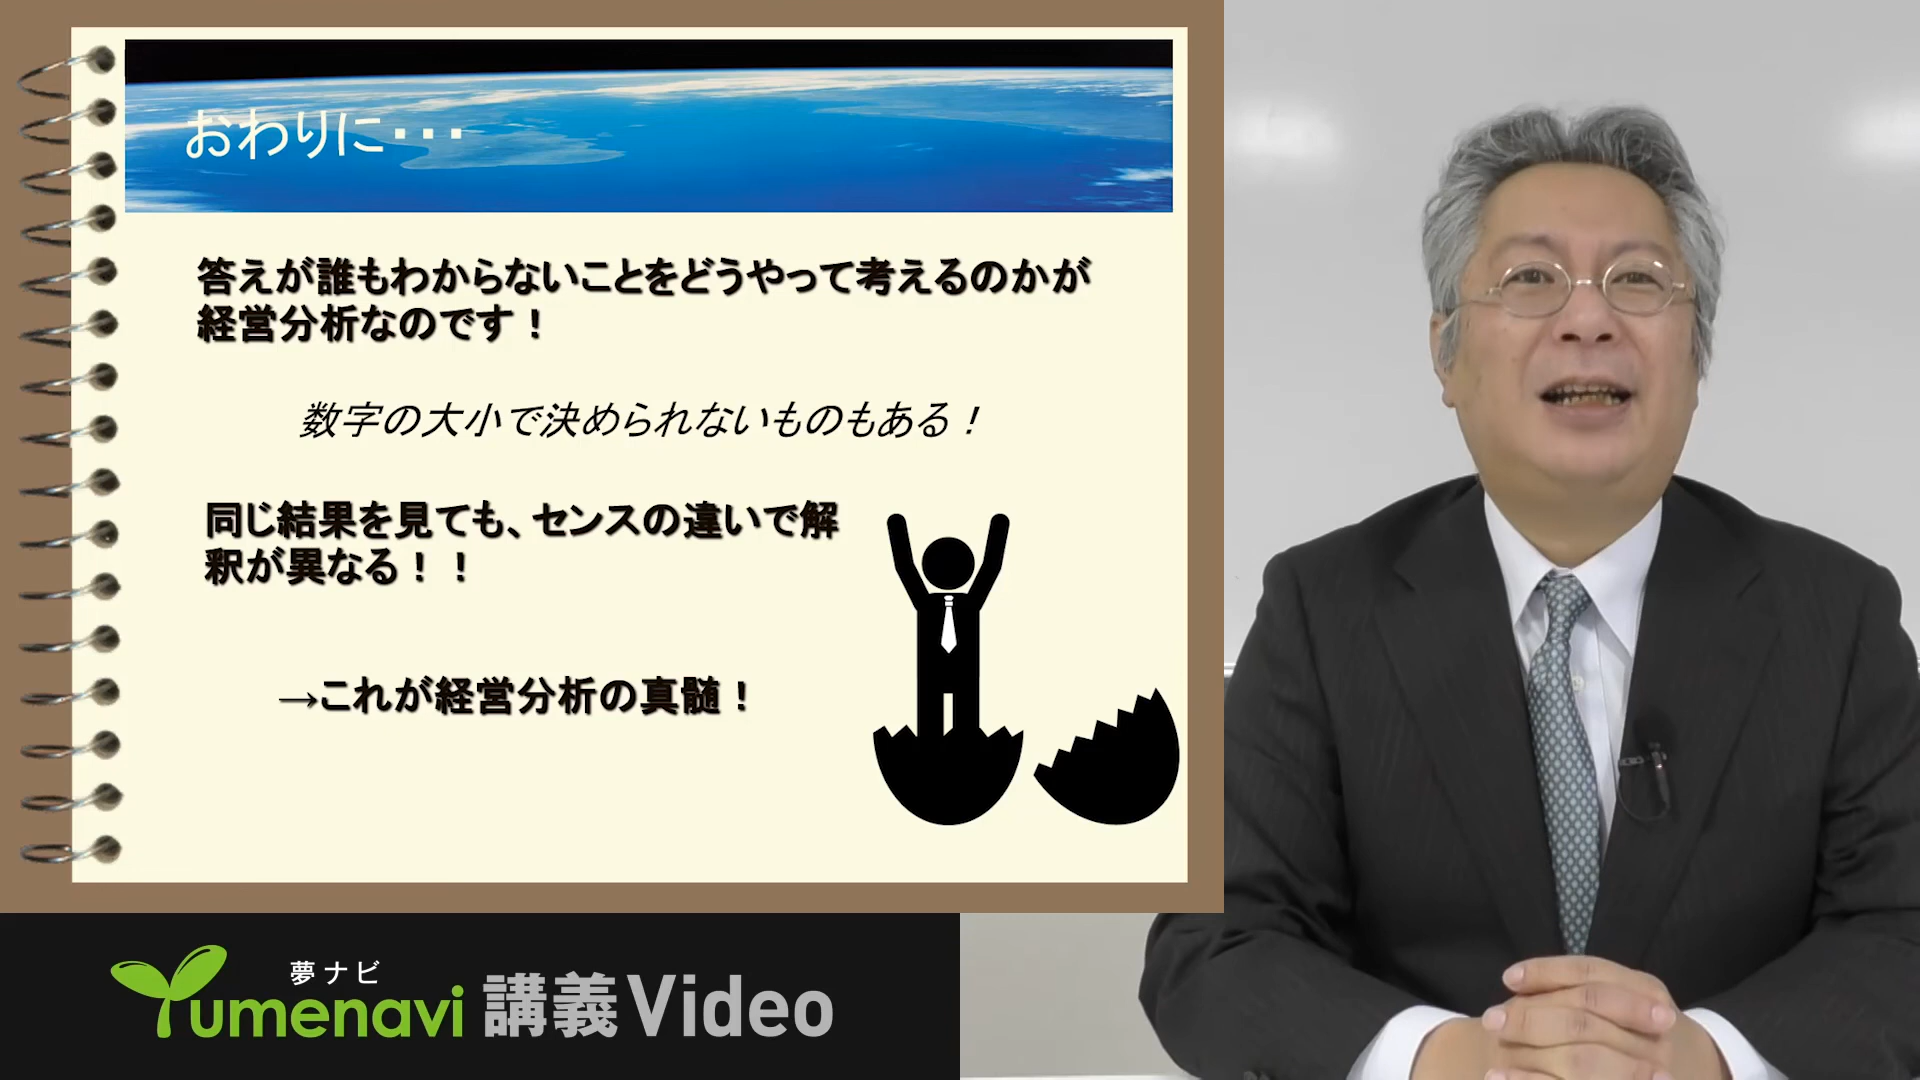 おわりに・・・
答えが誰もわからないことをどうやって考えるのかが
経営分析なのです！
数字の大小で決められないものもある！
同じ結果を見ても、センスの違いで解
釈が異なる！！
→これが経営分析の真髄！
夢ナビ
Yumenavi 講義Video